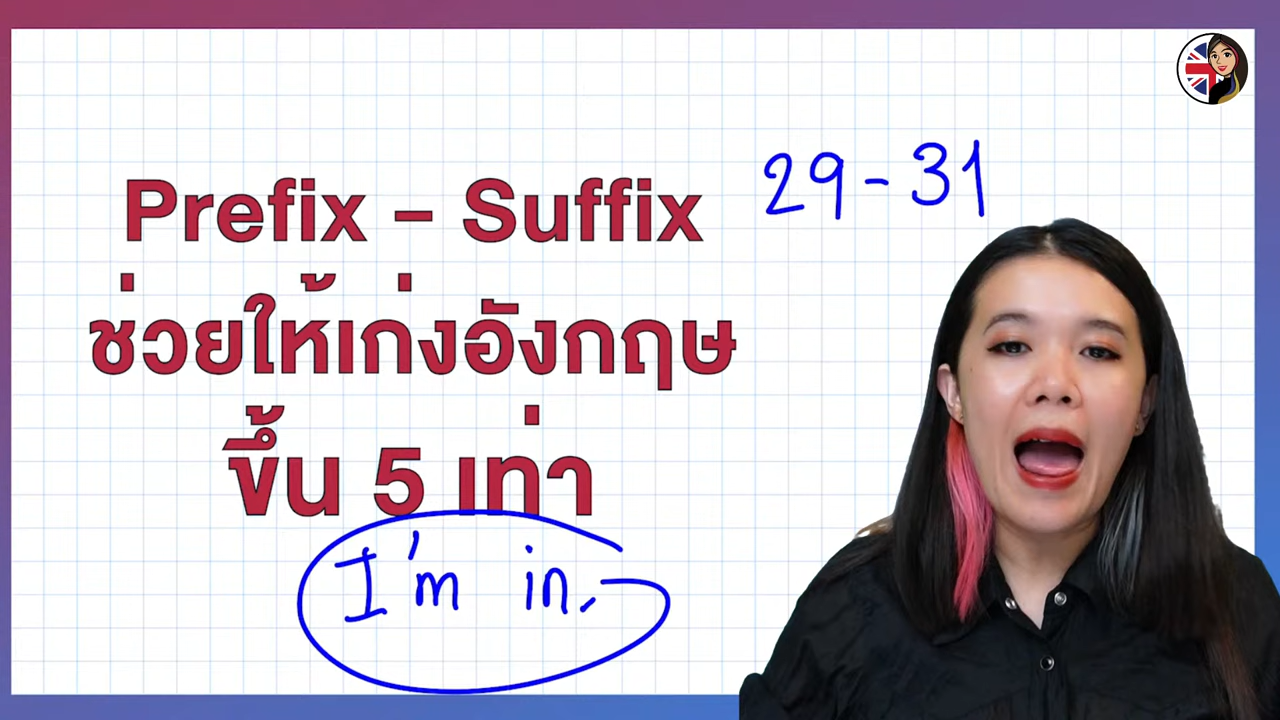 Prefix – Suffix
29-31
ช่วยให้เก่งอังกฤษ
ขึ้น 5 เท่า
I'm in.